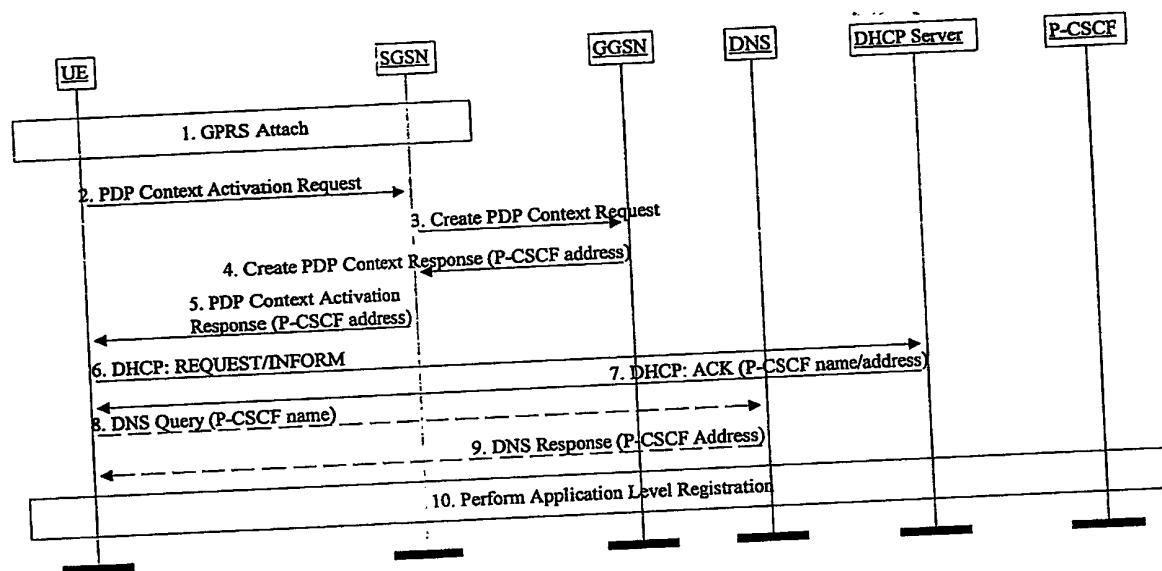 UE
SGSN
GGSN
DNS
DHCP Server
P-CSCF
1. GPRS Attach
2. PDP Context Activation Request
3. Create PDP Context Request
4. Create PDP Context Response (P-CSCF address)
5. PDP Context Activation
Response (P-CSCF address)
6. DHCP: REQUEST/INFORM
7. DHCP: ACK (P-CSCF name/address)
8. DNS Query (P-CSCF name)
9. DNS Response (P-CSCF Address)
10. Perform Application Level Registration